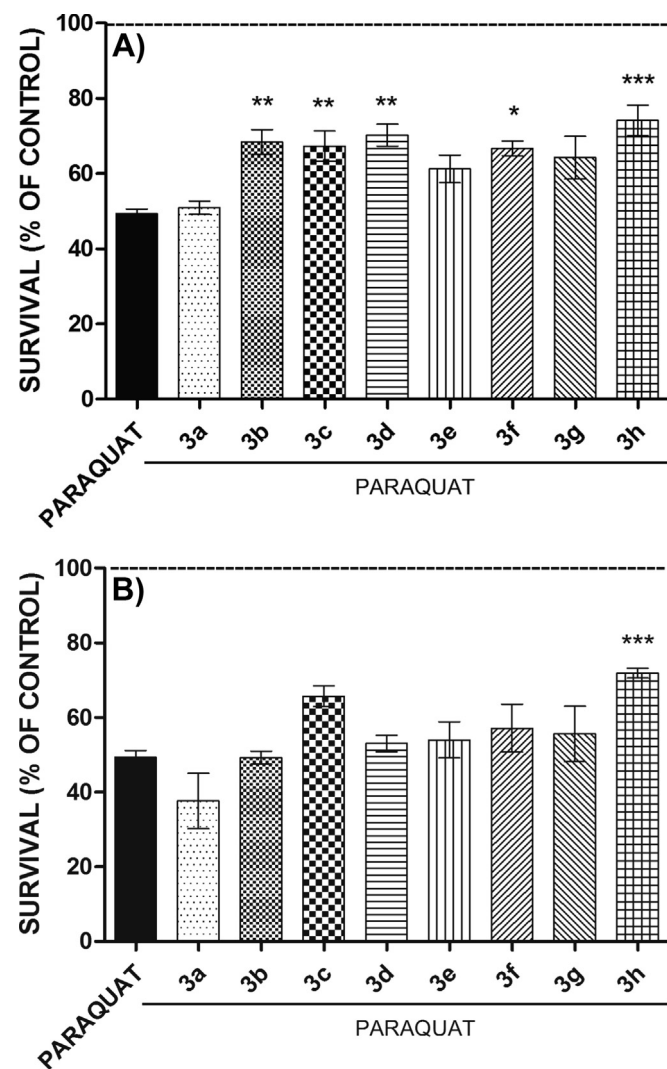 A)
SURVIVAL (% OF CONTROL)
100
80
60
40
20
0
** ** ** * ***
PARAQUAT 3a 3b 3c 3d 3e 3f 3g 3h
PARAQUAT
B)
SURVIVAL (% OF CONTROL)
100
80
60
40
20
0
***
PARAQUAT 3a 3b 3c 3d 3e 3f 3g 3h
PARAQUAT